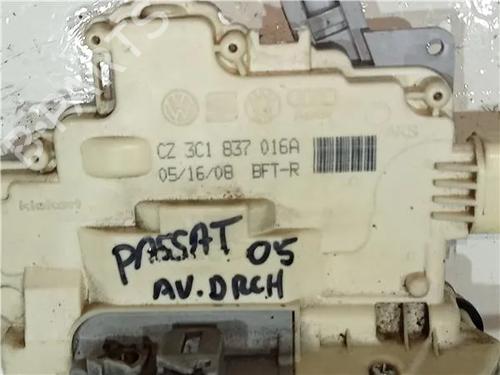 CZ 3C1 837 016A
05/16/08 BFT-R
kiekert
PASSAT 05
AV. DRCH